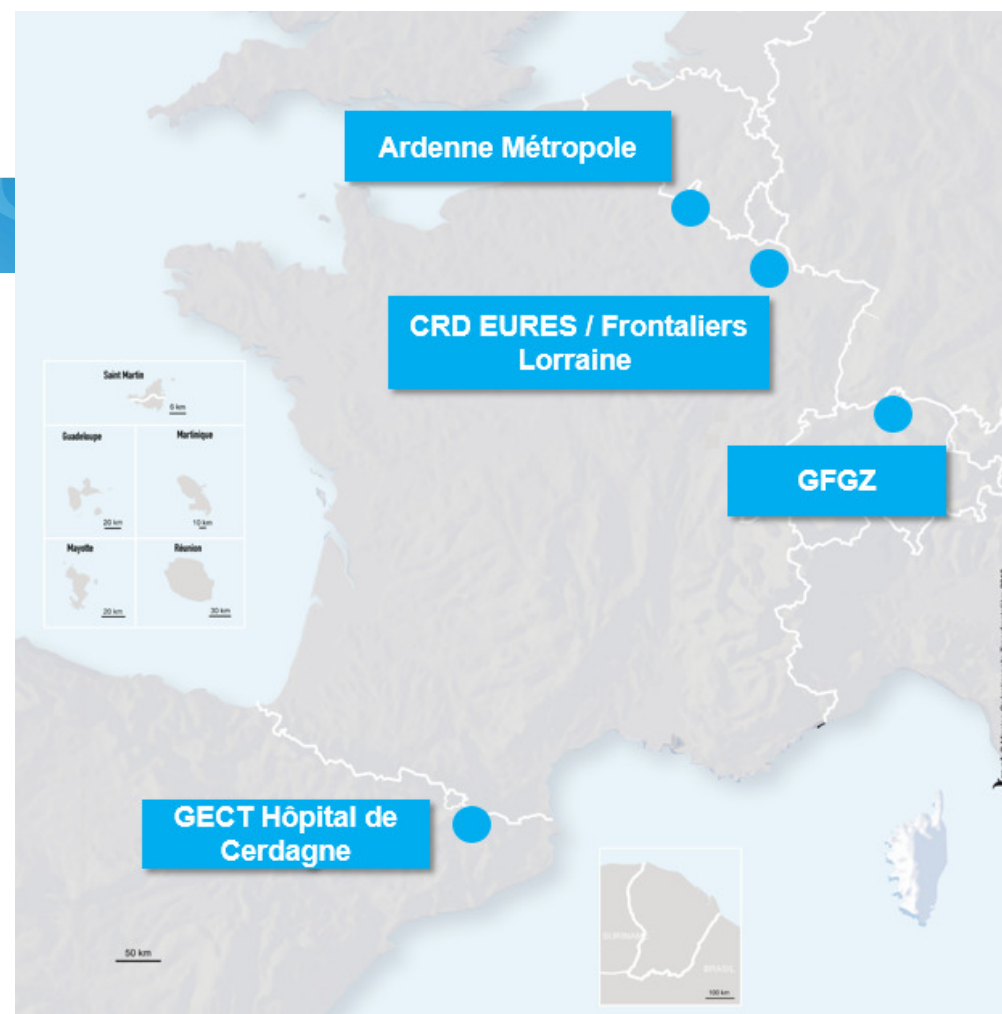 Ardenne Métropole
CRD EURES / Frontaliers
Lorraine
GFGZ
Saint Martin
5 km
Guadeloupe
Martinique
20 km
10 km
Mayotte
Réunion
20 km
30 km
GECT Hôpital de
Cerdagne
50 km
BRASIL
100 km